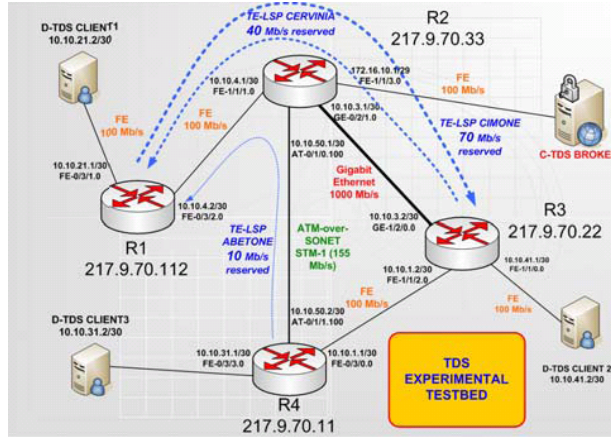 D-TDS CLIENT1
10.10.21.2/30
TE-LSP CERVINIA
40 Mb/s reserved
R2
217.9.70.33
10.10.4.1/30
FE-1/1/1.0
172.16.10.1/29
FE-1/1/3.0
FE
100 Mb/s
10.10.3.1/30
GE-0/2/1.0
FE
100 Mb/s
FE
100 Mb/s
TE-LSP CIMONE
70 Mb/s
reserved
C-TDS BROKE
10.10.50.1/30
AT-0/1/0.100
10.10.21.1/30
FE-0/3/1.0
Gigabit
Ethernet
1000 Mb/s
10.10.4.2/30
FE-0/3/2.0
TE-LSP
ABETONE
10 Mb/s
reserved
ATM-over-
SONET
STM-1 (155
Mb/s)
10.10.3.2/30
GE-1/2/0.0
R3
217.9.70.22
R1
217.9.70.112
10.10.1.2/30
FE-1/1/2.0
10.10.41.1/30
FE-1/1/0.0
FE
100 Mb/s
FE
100 Mb/s
D-TDS CLIENT3
10.10.31.2/30
10.10.50.2/30
AT-0/1/1.100
10.10.31.1/30
FE-0/3/3.0
10.10.1.1/30
FE-0/3/0.0
TDS
EXPERIMENTAL
TESTBED
D-TDS CLIENT 2
10.10.41.2/30
R4
217.9.70.11